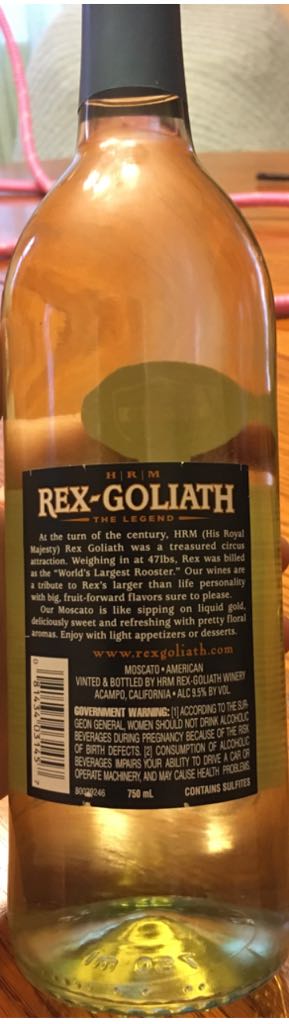 H|R|M
REX-GOLIATH
THE LEGEND
At the turn of the century, HRM (His Royal
Majesty) Rex Goliath was a treasured circus
attraction. Weighing in at 47lbs, Rex was billed
as the "World's Largest Rooster." Our wines are
a tribute to Rex's larger than life personality
with big, fruit-forward flavors sure to please.
Our Moscato is like sipping on liquid gold,
deliciously sweet and refreshing with pretty floral
aromas. Enjoy with light appetizers or desserts.
www.rexgoliath.com
MOSCATO • AMERICAN
VINTED & BOTTLED BY HRM REX-GOLIATH WINERY
ACAMPO, CALIFORNIA • ALC 9.5% BY VOL.
GOVERNMENT WARNING: [1] ACCORDING TO THE SUR-
GEON GENERAL, WOMEN SHOULD NOT DRINK ALCOHOLIC
BEVERAGES DURING PREGNANCY BECAUSE OF THE RISK
OF BIRTH DEFECTS. [2] CONSUMPTION OF ALCOHOLIC
BEVERAGES IMPAIRS YOUR ABILITY TO DRIVE A CAR OR
OPERATE MACHINERY, AND MAY CAUSE HEALTH PROBLEMS.
750 mL CONTAINS SULFITES